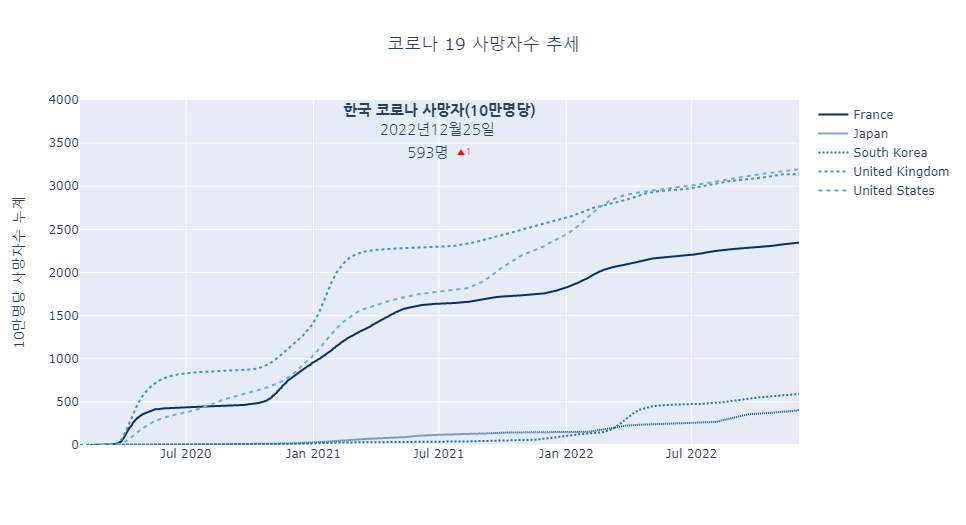 코로나 19 사망자수 추세
한국 코로나 사망자(10만명당)
2022년12월25일
593명 ▲1
10만명당 사망자수 누계
4000
3500
3000
2500
2000
1500
1000
500
0
Jul 2020
Jan 2021
Jul 2021
Jan 2022
Jul 2022
France
Japan
South Korea
United Kingdom
United States